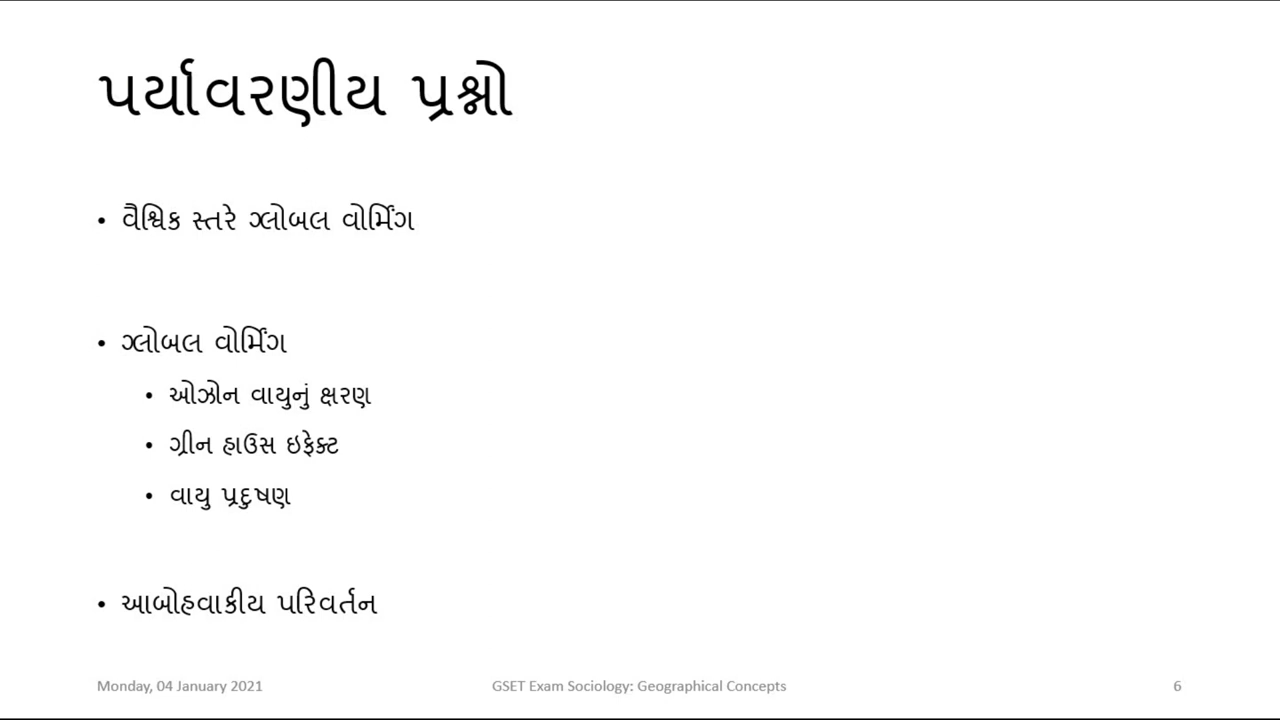 પર્યાવરણીય પ્રશ્નો
• વૈશ્વિક સ્તરે ગ્લોબલ વોર્મિંગ
• ગ્લોબલ વોર્મિંગ
• ઓઝોન વાયુનું ક્ષરણ
• ગ્રીન હાઉસ ઇફેક્ટ
• વાયુ પ્રદુષણ
• આબોહવાકીય પરિવર્તન
Monday, 04 January 2021 GSET Exam Sociology: Geographical Concepts 6